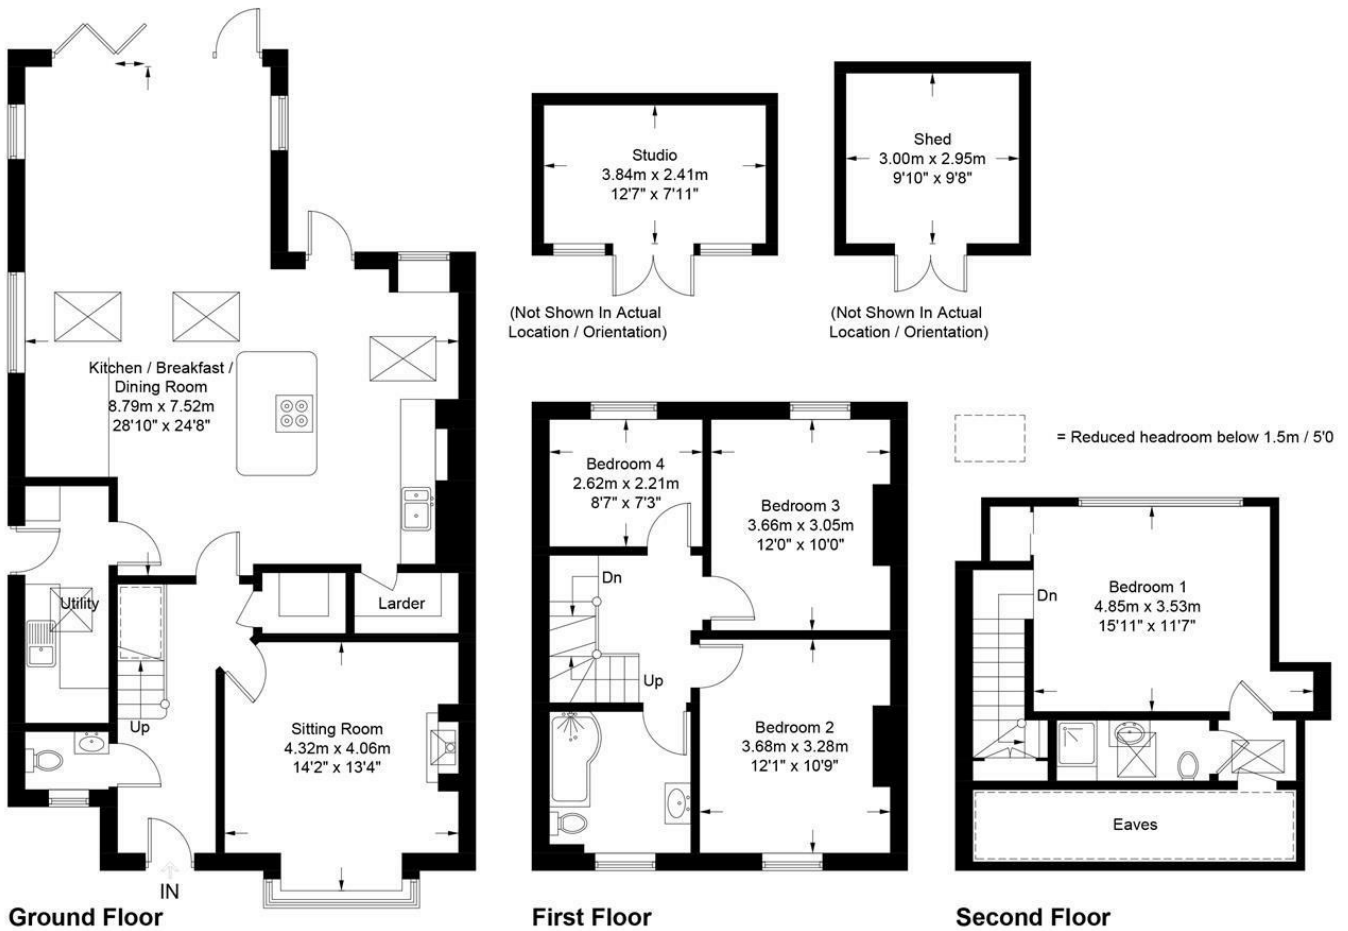 Studio
3.84m x 2.41m
12'7" x 7'11"
(Not Shown In Actual
Location / Orientation)
Shed
3.00m x 2.95m
9'10" x 9'8"
(Not Shown In Actual
Location / Orientation)
Kitchen / Breakfast /
Dining Room
8.79m x 7.52m
28'10" x 24'8"
Utility
Larder
Up
Sitting Room
4.32m x 4.06m
14'2" x 13'4"
IN
Ground Floor
Bedroom 4
2.62m x 2.21m
8'7" x 7'3"
Bedroom 3
3.66m x 3.05m
12'0" x 10'0"
Dn
Up
Bedroom 2
3.68m x 3.28m
12'1" x 10'9"
First Floor
= Reduced headroom below 1.5m / 5'0
Dn
Bedroom 1
4.85m x 3.53m
15'11" x 11'7"
Eaves
Second Floor